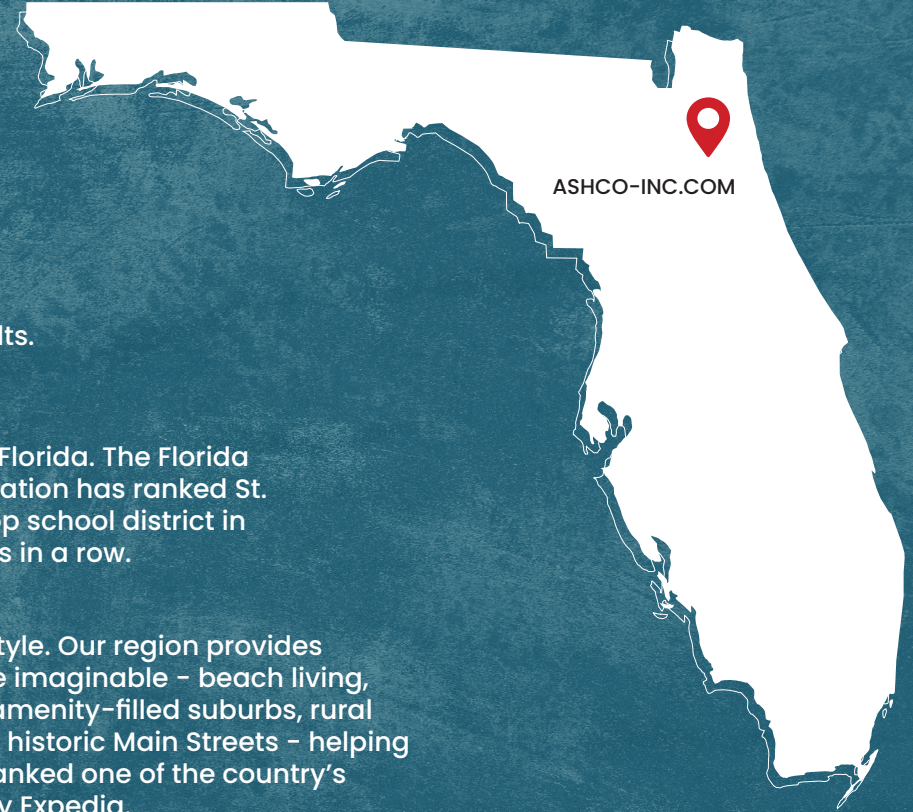 ASHCO-INC.COM
lts.
Florida. The Florida
ation has ranked St.
p school district in
s in a row.
tyle. Our region provides
e imaginable - beach living,
amenity-filled suburbs, rural
historic Main Streets - helping
anked one of the country's
y Expedia.